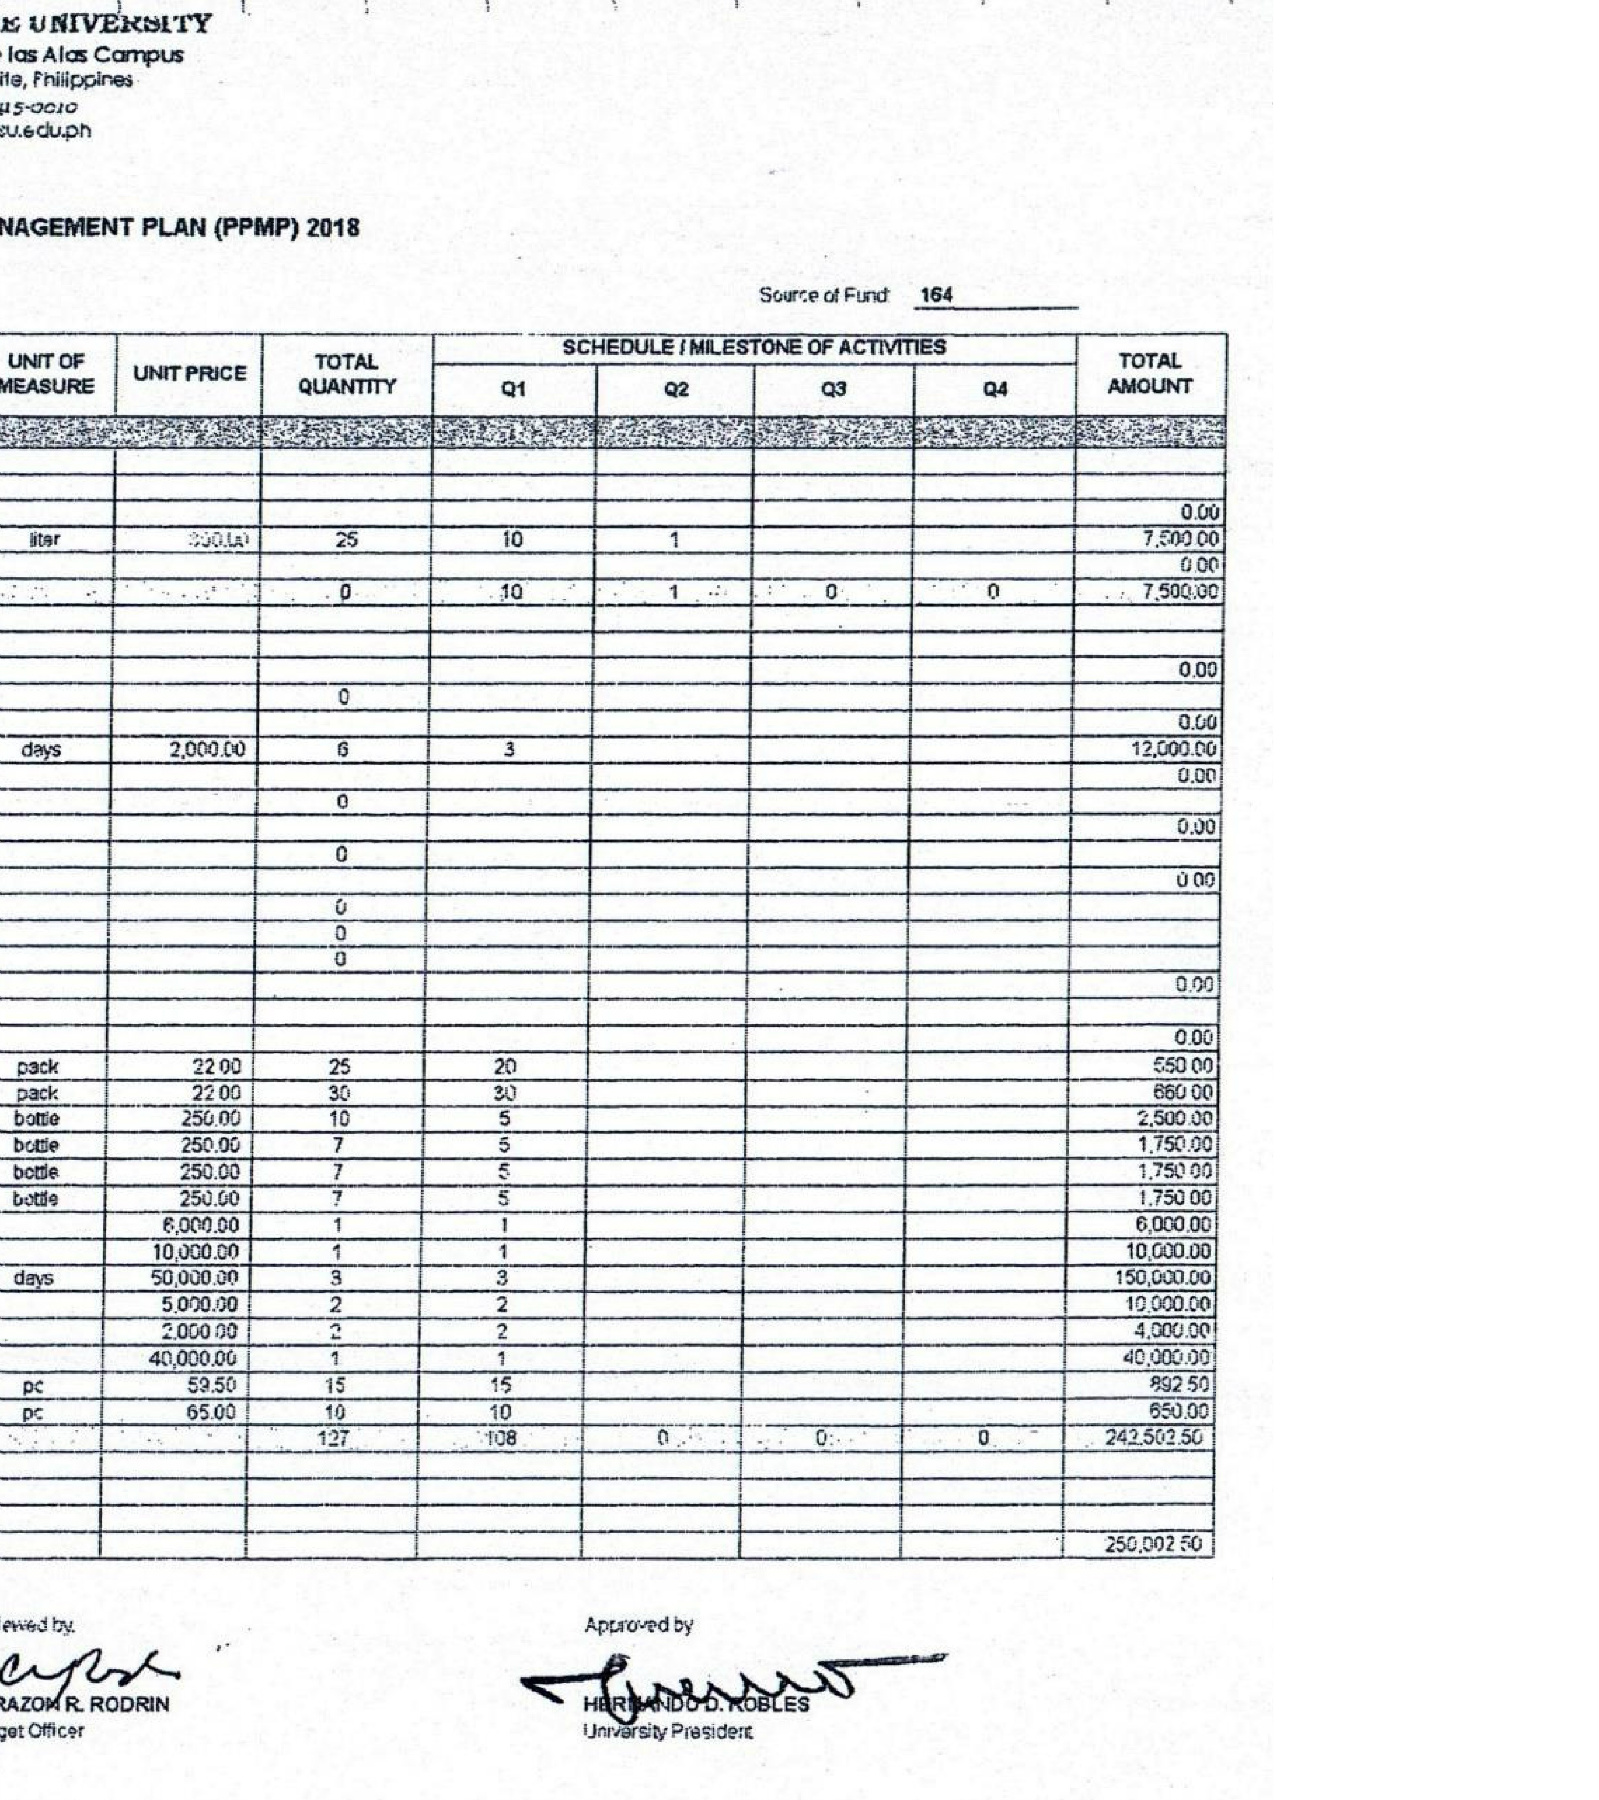 E UNIVERSITY
las Alas Campus
ite, Philippines
15-0010
su.edu.ph
NAGEMENT PLAN (PPMP) 2018
Source of Fund: 164
UNIT OF MEASURE UNIT PRICE TOTAL QUANTITY SCHEDULE / MILESTONE OF ACTIVITIES TOTAL AMOUNT
Q1 Q2 Q3 Q4
0.00
liter 25 10 1 7,500.00
0.00
0 10 1 0 0 7,500.00
0.00
0
0.00
days 2,000.00 6 3 12,000.00
0.00
0
0.00
0
0 00
0
0
0
0.00
0.00
pack 22 00 25 20 550 00
pack 22 00 30 30 660 00
bottle 250.00 10 5 2,500.00
bottle 250.00 7 5 1,750.00
bottle 250.00 7 5 1,750 00
bottle 250.00 7 5 1,750 00
6,000.00 1 1 6,000.00
10,000.00 1 1 10,000.00
days 50,000.00 3 3 150,000.00
5,000.00 2 2 10,000.00
2,000 00 2 2 4,000.00
40,000.00 1 1 40,000.00
pc 59.50 15 15 892 50
pc 65.00 10 10 650.00
127 108 0 0 0 242,502.50
250,002 50
iewed by: Approved by
RAZON R. RODRIN HERNANDO D. ROBLES
get Officer University President